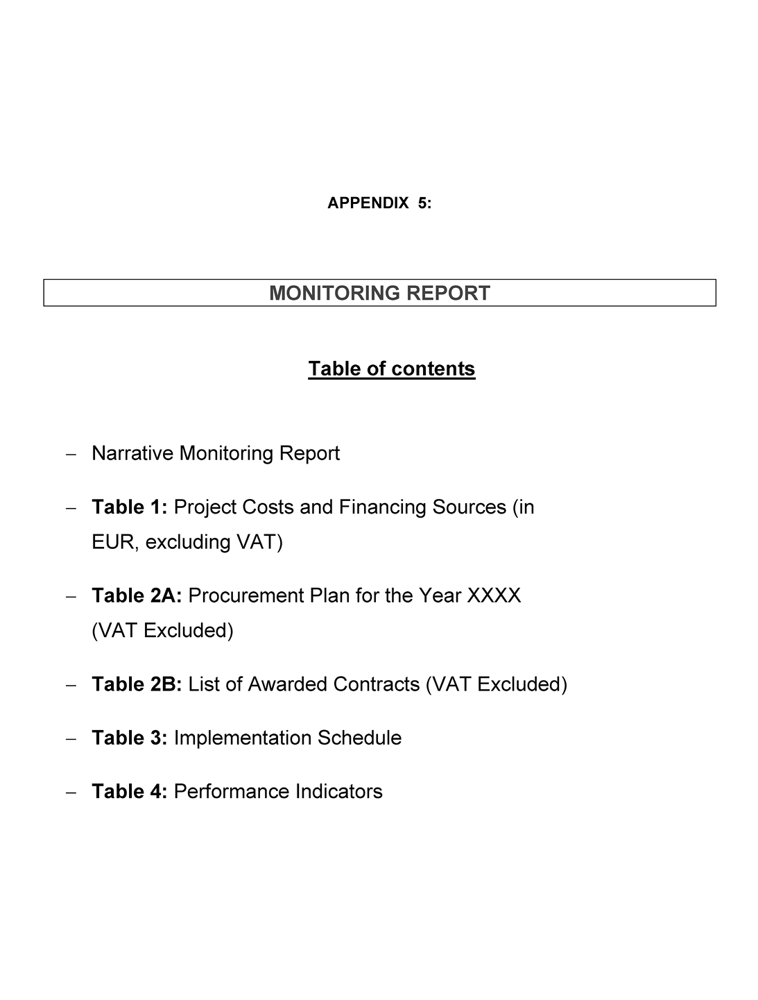 APPENDIX 5:
MONITORING REPORT
Table of contents
– Narrative Monitoring Report
– Table 1: Project Costs and Financing Sources (in
EUR, excluding VAT)
– Table 2A: Procurement Plan for the Year XXXX
(VAT Excluded)
– Table 2B: List of Awarded Contracts (VAT Excluded)
– Table 3: Implementation Schedule
– Table 4: Performance Indicators